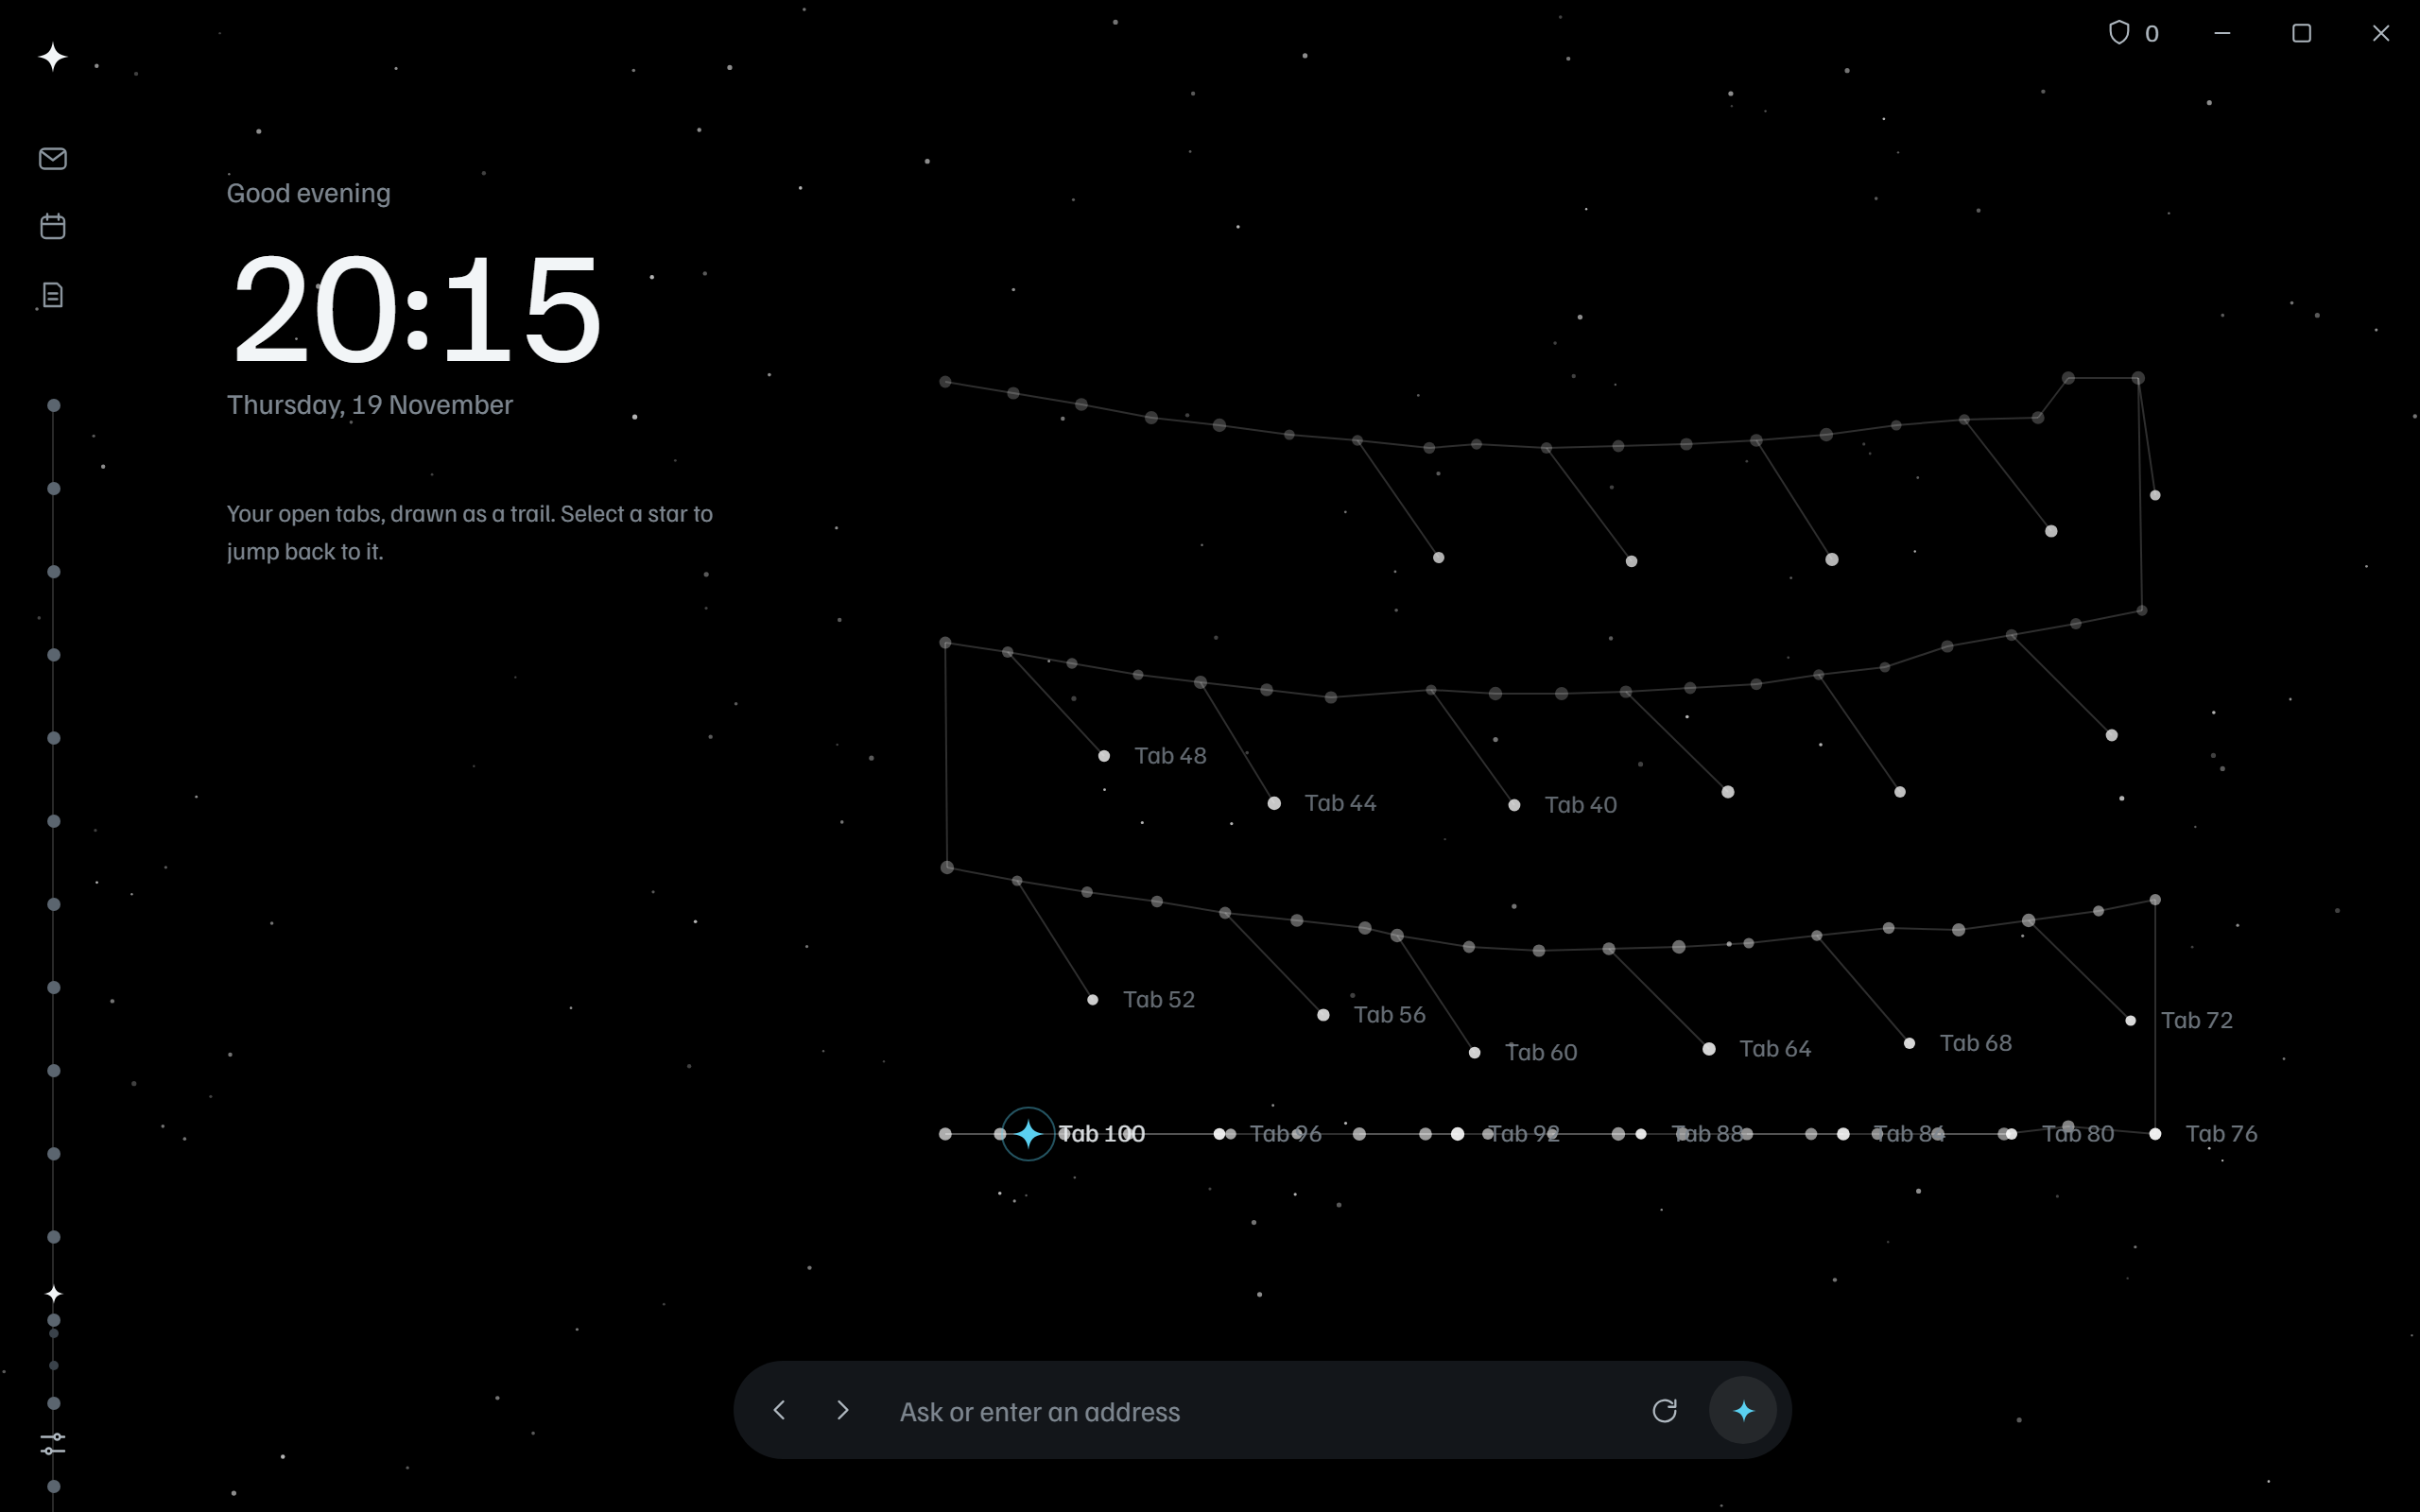 0
Good evening
20:15
Thursday, 19 November
Your open tabs, drawn as a trail. Select a star to
jump back to it.
Tab 48
Tab 44
Tab 40
Tab 52
Tab 56
Tab 60
Tab 64
Tab 68
Tab 72
Tab 100
Tab 96
Tab 92
Tab 88
Tab 84
Tab 80
Tab 76
Ask or enter an address